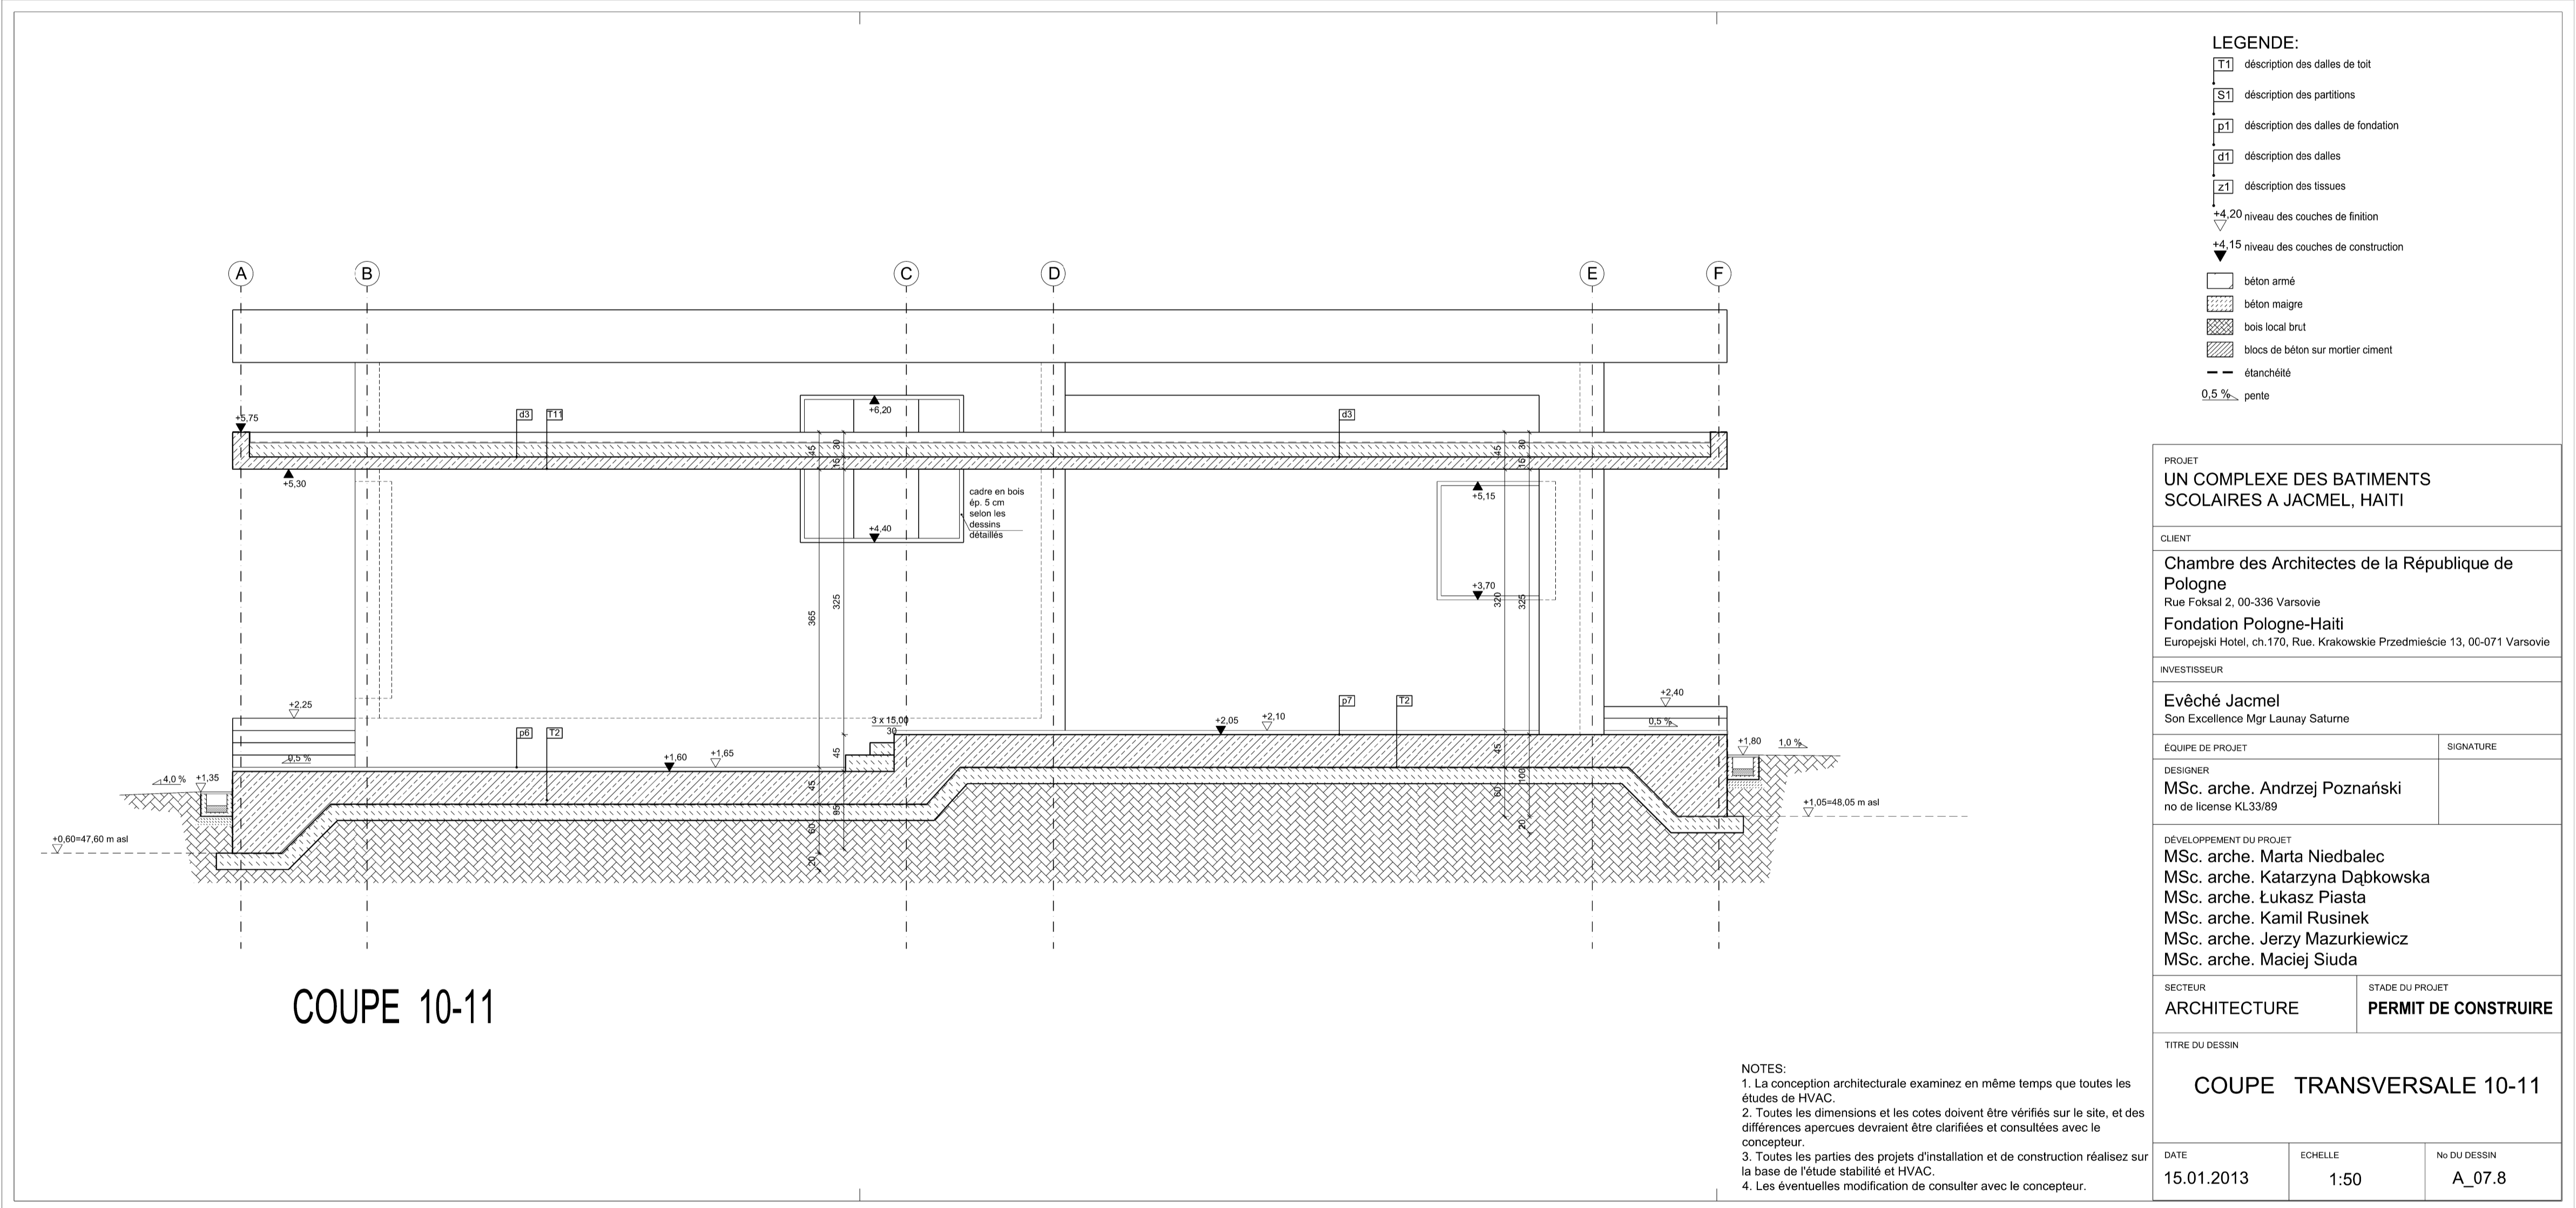 LEGENDE:
T1 déscription des dalles de toit
S1 déscription des partitions
p1 déscription des dalles de fondation
d1 déscription des dalles
z1 déscription des tissues
+4,20 niveau des couches de finition
+4,15 niveau des couches de construction
béton armé
béton maigre
bois local brut
blocs de béton sur mortier ciment
étanchéité
0,5 % pente
A B C D E F
+5,75
d3 T11
+6,20
d3
45 30
15
45 30
15
+5,30
cadre en bois
ép. 5 cm
selon les
dessins
détaillés
+4,40
+5,15
+3,70
365
325
320
325
+2,25
+2,40
p6 T2
3 x 15,00
30
p7 T2
+2,05
+2,10
0,5 %
0,5 %
+1,60
+1,65
45
45
+1,80
1,0 %
4,0 %
+1,35
45
95
60
20
100
60
20
+1,05=48,05 m asl
+0,60=47,60 m asl
COUPE 10-11
NOTES:
1. La conception architecturale examinez en même temps que toutes les
études de HVAC.
2. Toutes les dimensions et les cotes doivent être vérifiés sur le site, et des
différences apercues devraient être clarifiées et consultées avec le
concepteur.
3. Toutes les parties des projets d'installation et de construction réalisez sur
la base de l'étude stabilité et HVAC.
4. Les éventuelles modification de consulter avec le concepteur.
PROJET
UN COMPLEXE DES BATIMENTS
SCOLAIRES A JACMEL, HAITI
CLIENT
Chambre des Architectes de la République de
Pologne
Rue Foksal 2, 00-336 Varsovie
Fondation Pologne-Haiti
Europejski Hotel, ch.170, Rue. Krakowskie Przedmieście 13, 00-071 Varsovie
INVESTISSEUR
Evêché Jacmel
Son Excellence Mgr Launay Saturne
ÉQUIPE DE PROJET
SIGNATURE
DESIGNER
MSc. arche. Andrzej Poznański
no de license KL33/89
DÉVELOPPEMENT DU PROJET
MSc. arche. Marta Niedbalec
MSc. arche. Katarzyna Dąbkowska
MSc. arche. Łukasz Piasta
MSc. arche. Kamil Rusinek
MSc. arche. Jerzy Mazurkiewicz
MSc. arche. Maciej Siuda
SECTEUR
ARCHITECTURE
STADE DU PROJET
PERMIT DE CONSTRUIRE
TITRE DU DESSIN
COUPE TRANSVERSALE 10-11
DATE
15.01.2013
ECHELLE
1:50
No DU DESSIN
A_07.8